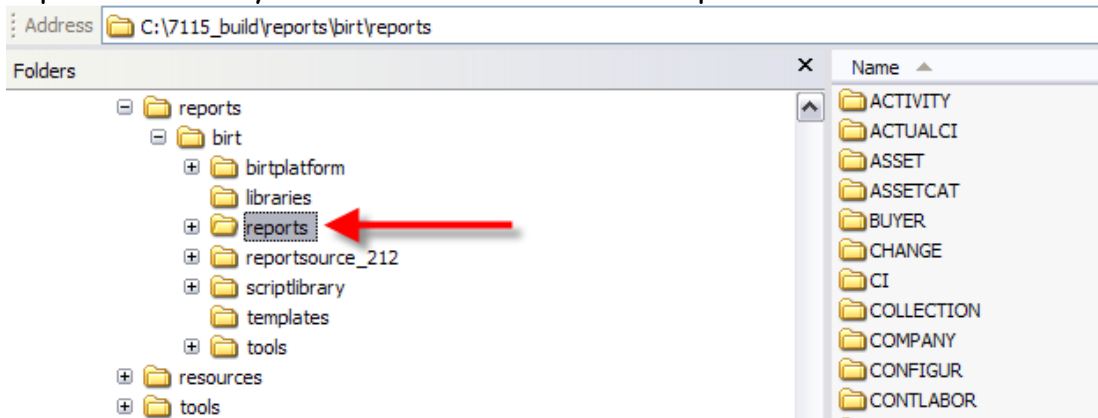 Address C:\7115_build\reports\birt\reports
Folders
reports
birt
birtplatform
libraries
reports
reportsource_212
scriptlibrary
templates
tools
resources
tools
Name
ACTIVITY
ACTUALCI
ASSET
ASSETCAT
BUYER
CHANGE
CI
COLLECTION
COMPANY
CONFIGUR
CONTLABOR